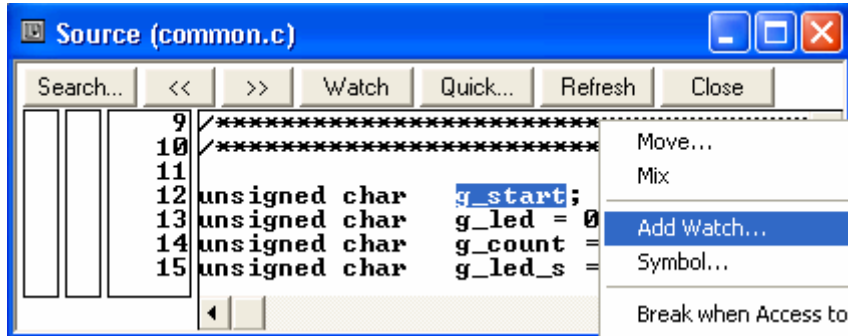 Source (common.c)
Search... << >> Watch Quick... Refresh Close
9 /****************************************
10 /****************************************
11
12 unsigned char g_start;
13 unsigned char g_led = 0
14 unsigned char g_count =
15 unsigned char g_led_s =
Move...
Mix
Add Watch...
Symbol...
Break when Access to